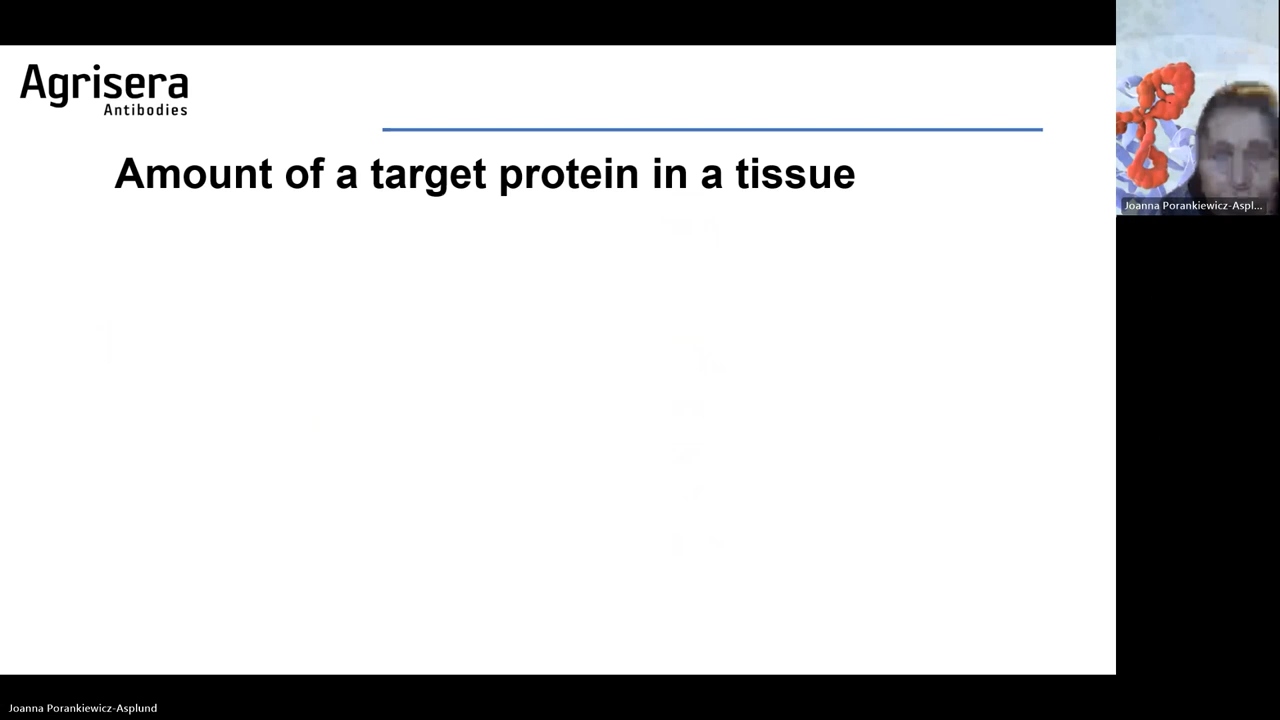 Agrisera
Antibodies
Amount of a target protein in a tissue
Joanna Porankiewicz-Aspl...
Joanna Porankiewicz-Asplund